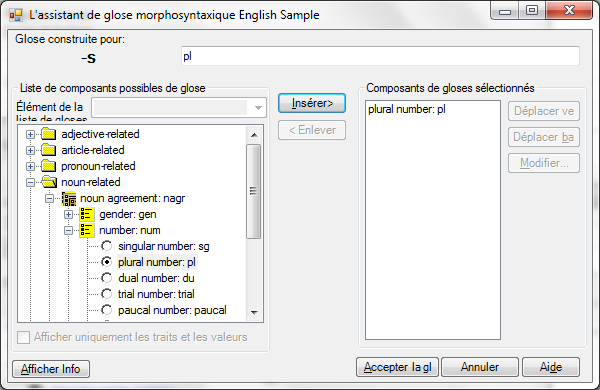 L'assistant de glose morphosyntaxique English Sample
Glose construite pour:
-s
pl
Liste de composants possibles de glose
Élément de la
liste de gloses
adjective-related
article-related
pronoun-related
noun-related
noun agreement: nagr
gender: gen
number: num
singular number: sg
plural number: pl
dual number: du
trial number: trial
paucal number: paucal
Afficher uniquement les traits et les valeurs
Insérer>
< Enlever
Composants de gloses sélectionnés
plural number: pl
Déplacer ve
Déplacer ba
Modifier...
Afficher Info
Accepter la gl
Annuler
Aide